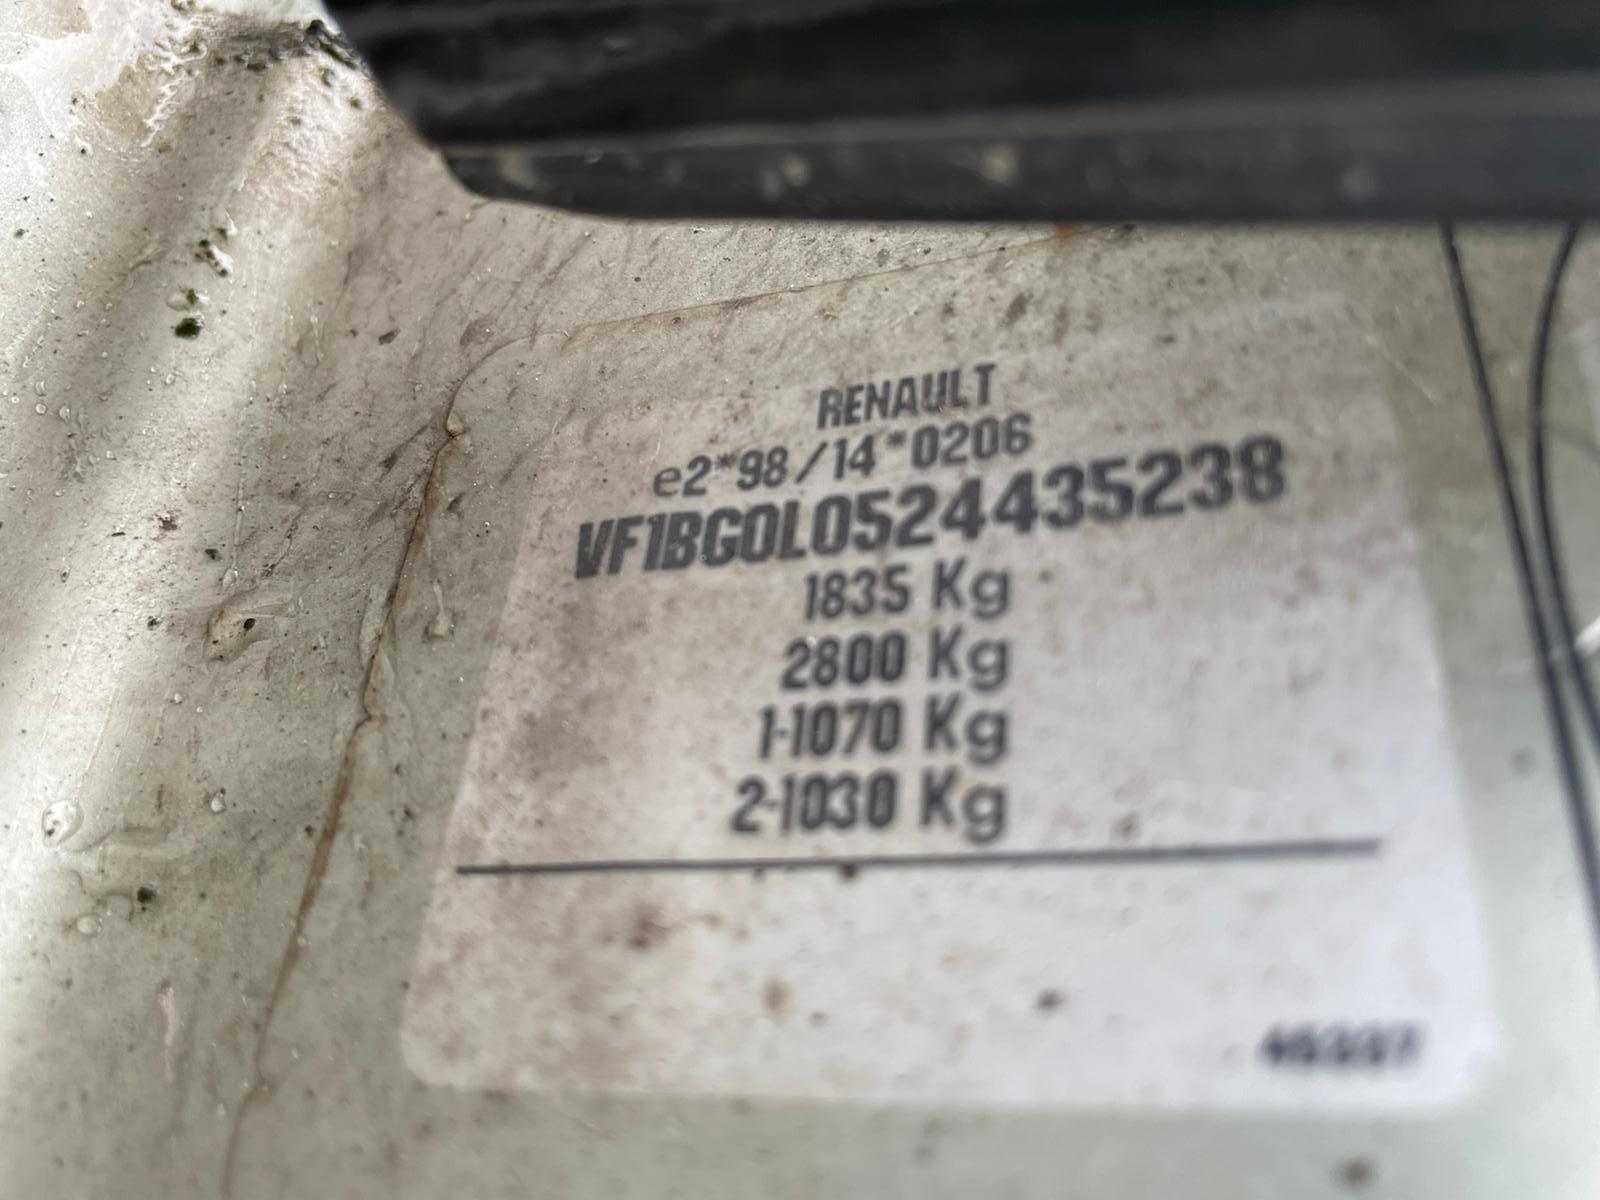 RENAULT
e2*98/14*0206
VF1BG0L0524435238
1835 Kg
2800 Kg
1-1070 Kg
2-1030 Kg